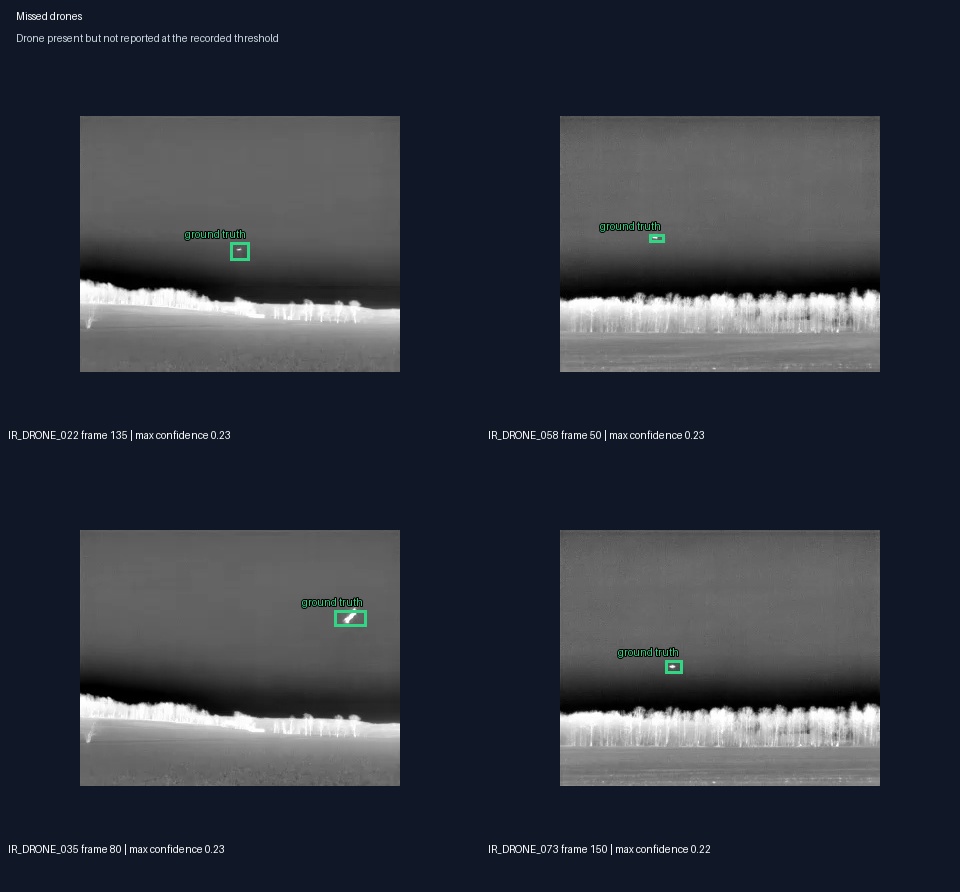 Missed drones
Drone present but not reported at the recorded threshold
ground truth
ground truth
IR_DRONE_022 frame 135 | max confidence 0.23
IR_DRONE_058 frame 50 | max confidence 0.23
ground truth
ground truth
IR_DRONE_035 frame 80 | max confidence 0.23
IR_DRONE_073 frame 150 | max confidence 0.22